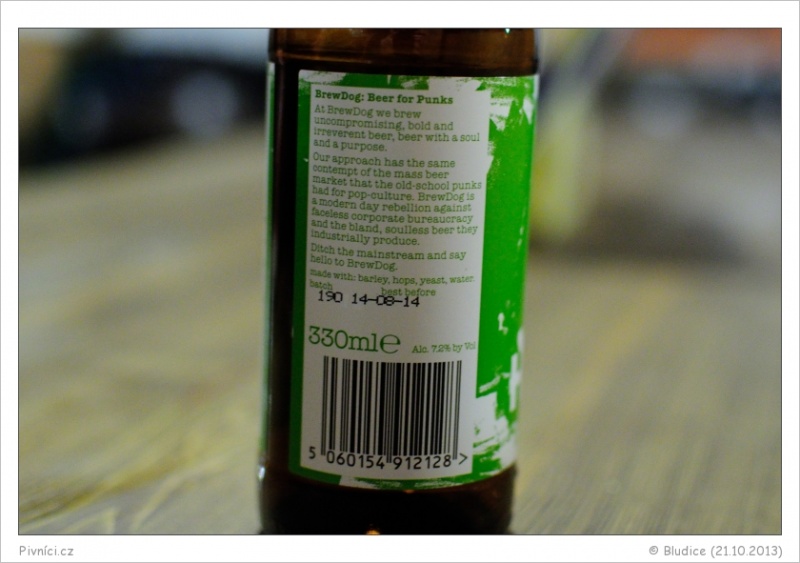 BrewDog: Beer for Punks
At BrewDog we brew
uncompromising, bold and
irreverent beer, beer with a soul
and a purpose.
Our approach has the same
contempt of the mass beer
market that the old-school punks
had for pop-culture. BrewDog is
a modern day rebellion against
faceless corporate bureaucracy
and the bland, soulless beer they
industrially produce.
Ditch the mainstream and say
hello to BrewDog.
made with: barley, hops, yeast, water
batch best before
190 14-08-14
330ml℮ Alc. 7.2% by Vol
5 060154 912128 >
Pivníci.cz © Bludice (21.10.2013)